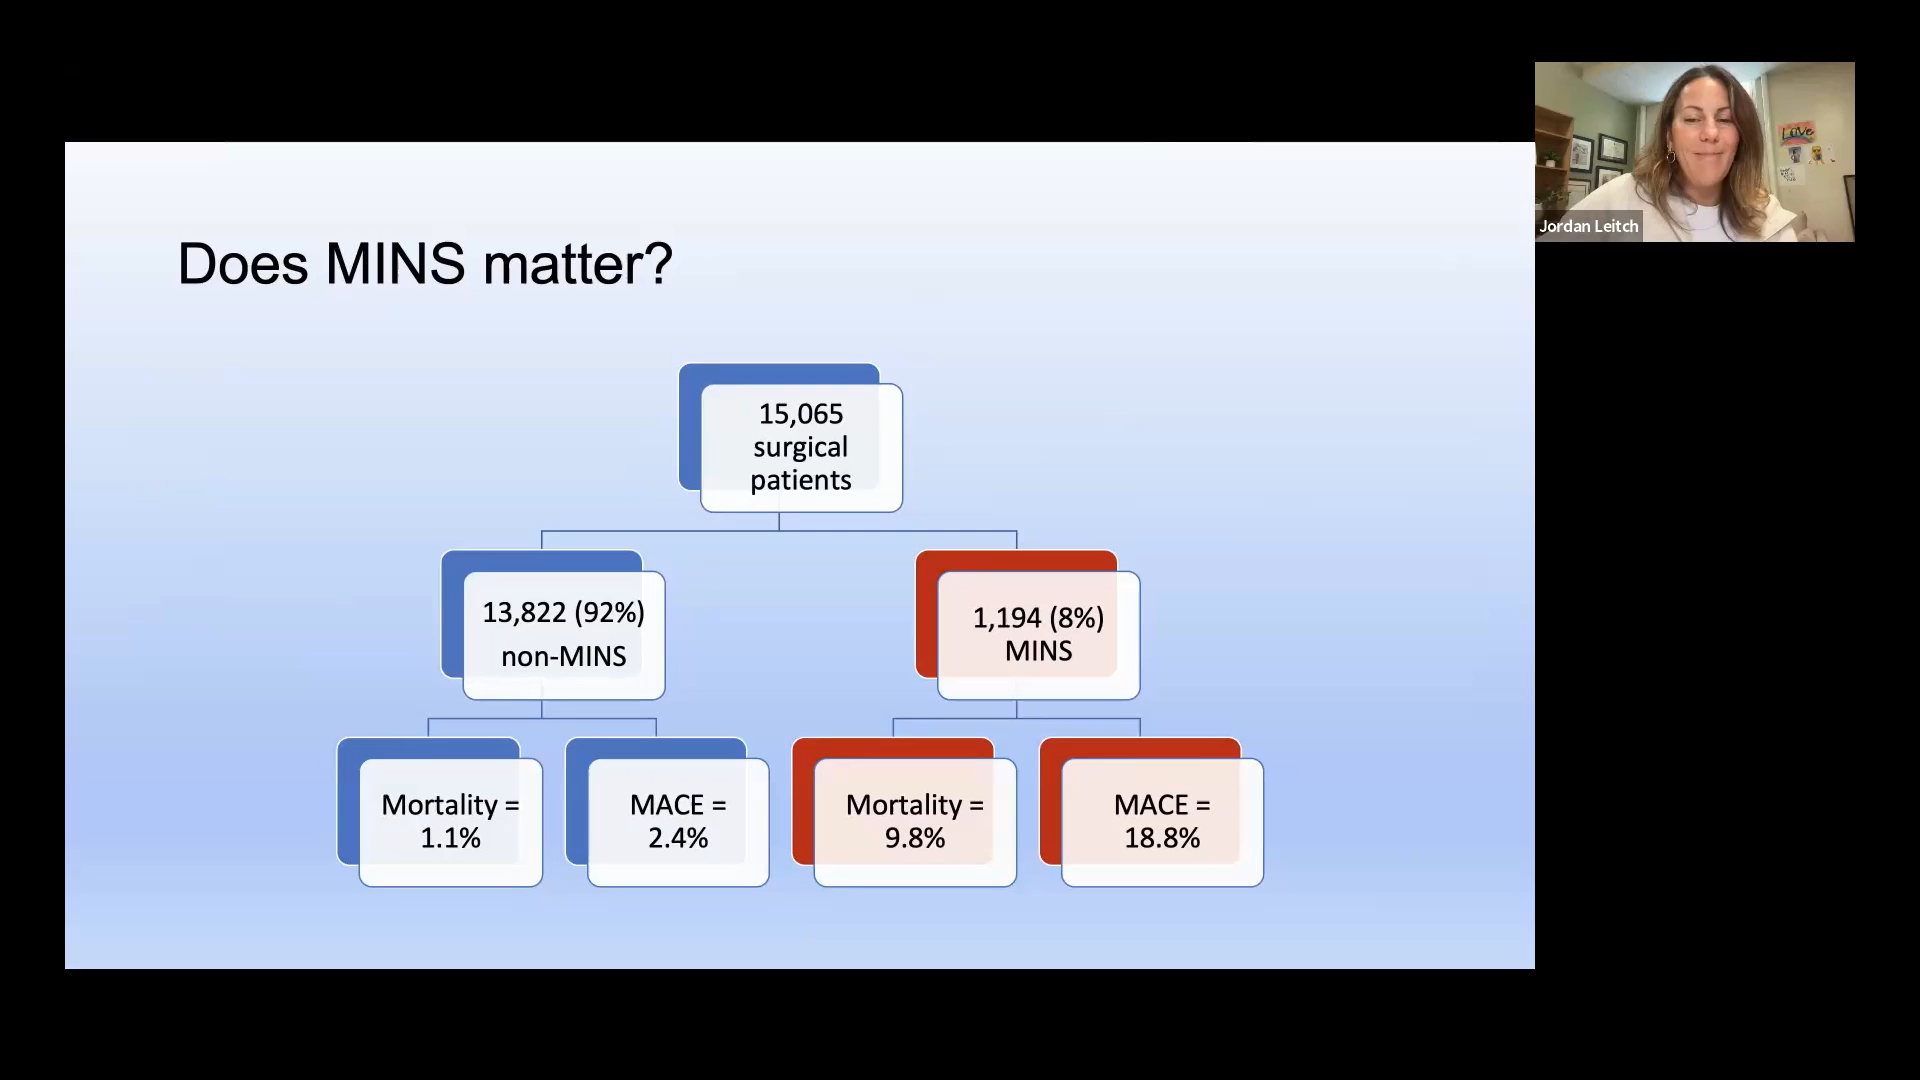 Does MINS matter?
15,065
surgical
patients
13,822 (92%)
non-MINS
1,194 (8%)
MINS
Mortality =
1.1%
MACE =
2.4%
Mortality =
9.8%
MACE =
18.8%
LOVE
Jordan Leitch